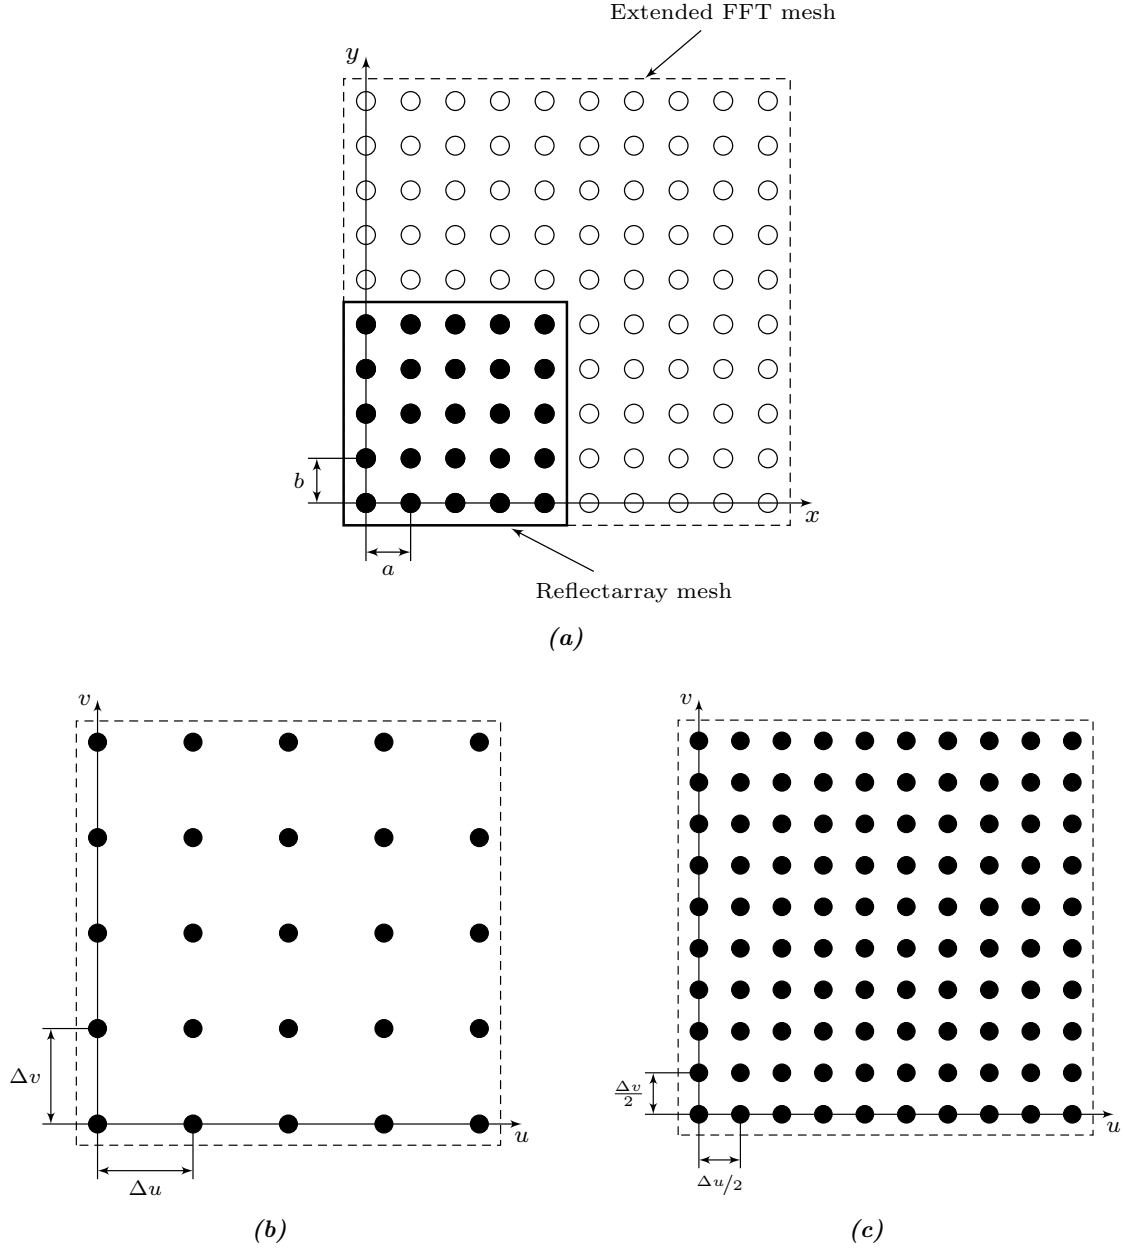 Extended FFT mesh
y
b
x
a
Reflectarray mesh
(a)
v
Δv
u
Δu
(b)
v
Δv/2
u
Δu/2
(c)